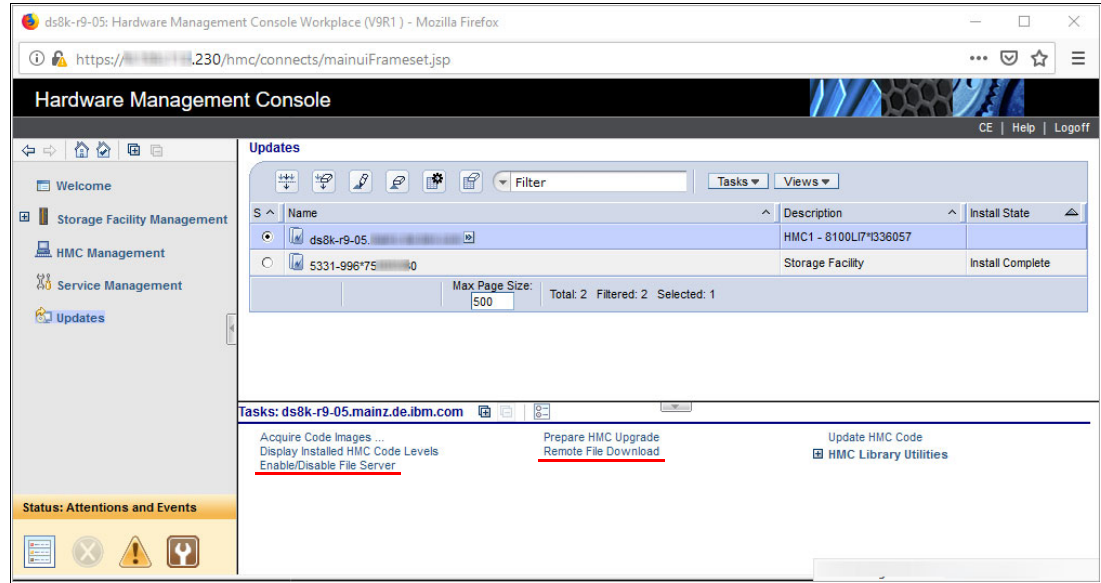 ds8k-r9-05: Hardware Management Console Workplace (V9R1 ) - Mozilla Firefox
https:// .230/hmc/connects/mainuiFrameset.jsp
Hardware Management Console
CE | Help | Logoff
Updates
Filter Tasks Views
S Name Description Install State
ds8k-r9-05. HMC1 - 8100LI7*I336057
5331-996*75 0 Storage Facility Install Complete
Max Page Size:
500 Total: 2 Filtered: 2 Selected: 1
Welcome
Storage Facility Management
HMC Management
Service Management
Updates
Tasks: ds8k-r9-05.mainz.de.ibm.com
Acquire Code Images ... Prepare HMC Upgrade Update HMC Code
Display Installed HMC Code Levels Remote File Download HMC Library Utilities
Enable/Disable File Server
Status: Attentions and Events